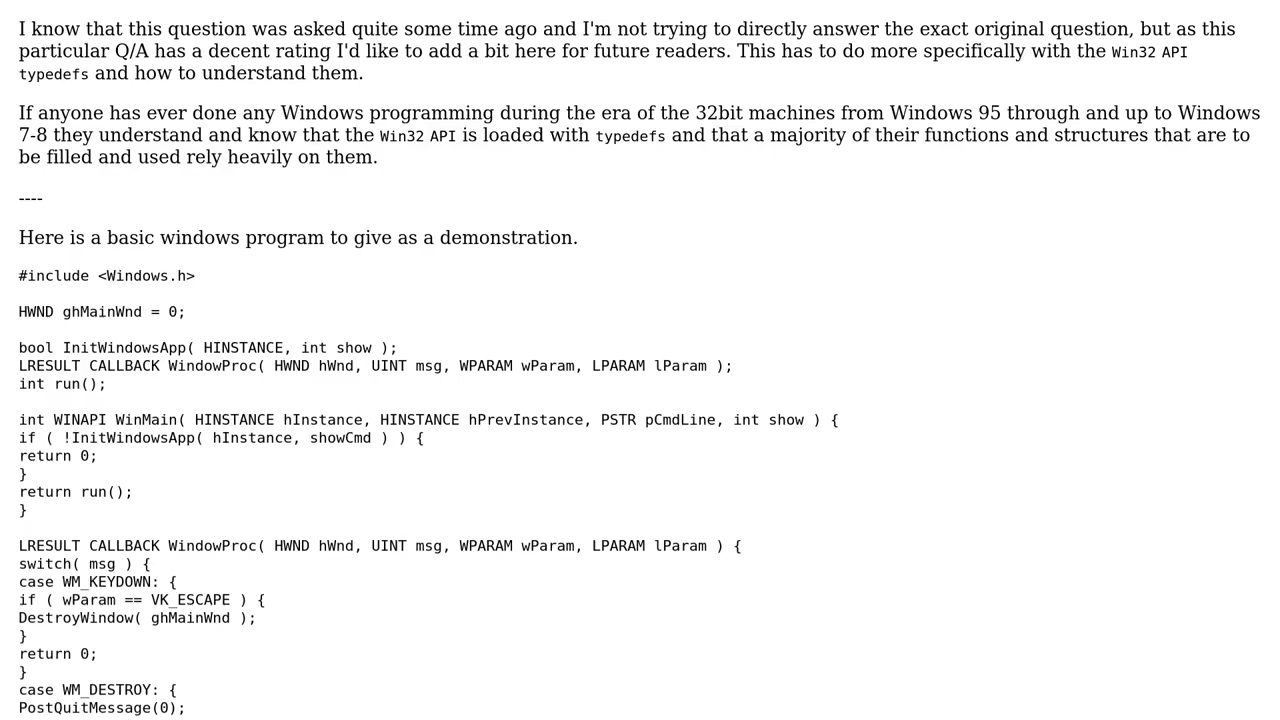 I know that this question was asked quite some time ago and I'm not trying to directly answer the exact original question, but as this
particular Q/A has a decent rating I'd like to add a bit here for future readers. This has to do more specifically with the Win32 API
typedefs and how to understand them.
If anyone has ever done any Windows programming during the era of the 32bit machines from Windows 95 through and up to Windows
7-8 they understand and know that the Win32 API is loaded with typedefs and that a majority of their functions and structures that are to
be filled and used rely heavily on them.
----
Here is a basic windows program to give as a demonstration.
#include <Windows.h>
HWND ghMainWnd = 0;
bool InitWindowsApp( HINSTANCE, int show );
LRESULT CALLBACK WindowProc( HWND hWnd, UINT msg, WPARAM wParam, LPARAM lParam );
int run();
int WINAPI WinMain( HINSTANCE hInstance, HINSTANCE hPrevInstance, PSTR pCmdLine, int show ) {
if ( !InitWindowsApp( hInstance, showCmd ) ) {
return 0;
}
return run();
}
LRESULT CALLBACK WindowProc( HWND hWnd, UINT msg, WPARAM wParam, LPARAM lParam ) {
switch( msg ) {
case WM_KEYDOWN: {
if ( wParam == VK_ESCAPE ) {
DestroyWindow( ghMainWnd );
}
return 0;
}
case WM_DESTROY: {
PostQuitMessage(0);